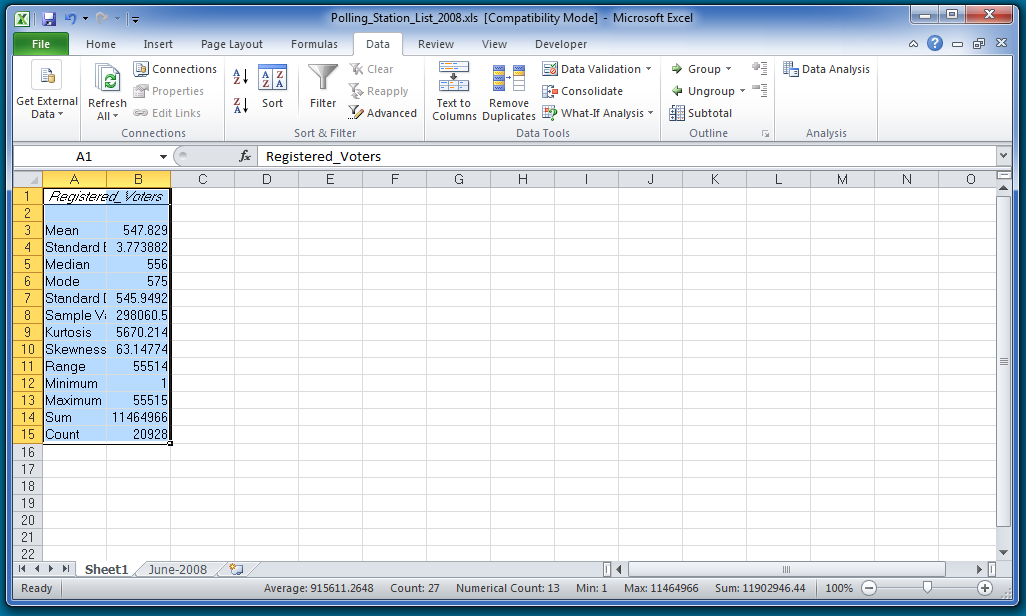 Polling_Station_List_2008.xls [Compatibility Mode] - Microsoft Excel
File Home Insert Page Layout Formulas Data Review View Developer
Get External Data
Refresh All
Connections
Properties
Edit Links
Connections
Sort
Filter
Clear
Reapply
Advanced
Sort & Filter
Text to Columns
Remove Duplicates
Data Validation
Consolidate
What-If Analysis
Data Tools
Group
Ungroup
Subtotal
Outline
Data Analysis
Analysis
A1 fx Registered_Voters
A B C D E F G H I J K L M N O
1 Registered_Voters
2
3 Mean 547.829
4 Standard E 3.773882
5 Median 556
6 Mode 575
7 Standard D 545.9492
8 Sample Va 298060.5
9 Kurtosis 5670.214
10 Skewness 63.14774
11 Range 55514
12 Minimum 1
13 Maximum 55515
14 Sum 11464966
15 Count 20928
16
17
18
19
20
21
22
Sheet1 June-2008
Ready Average: 915611.2648 Count: 27 Numerical Count: 13 Min: 1 Max: 11464966 Sum: 11902946.44 100%